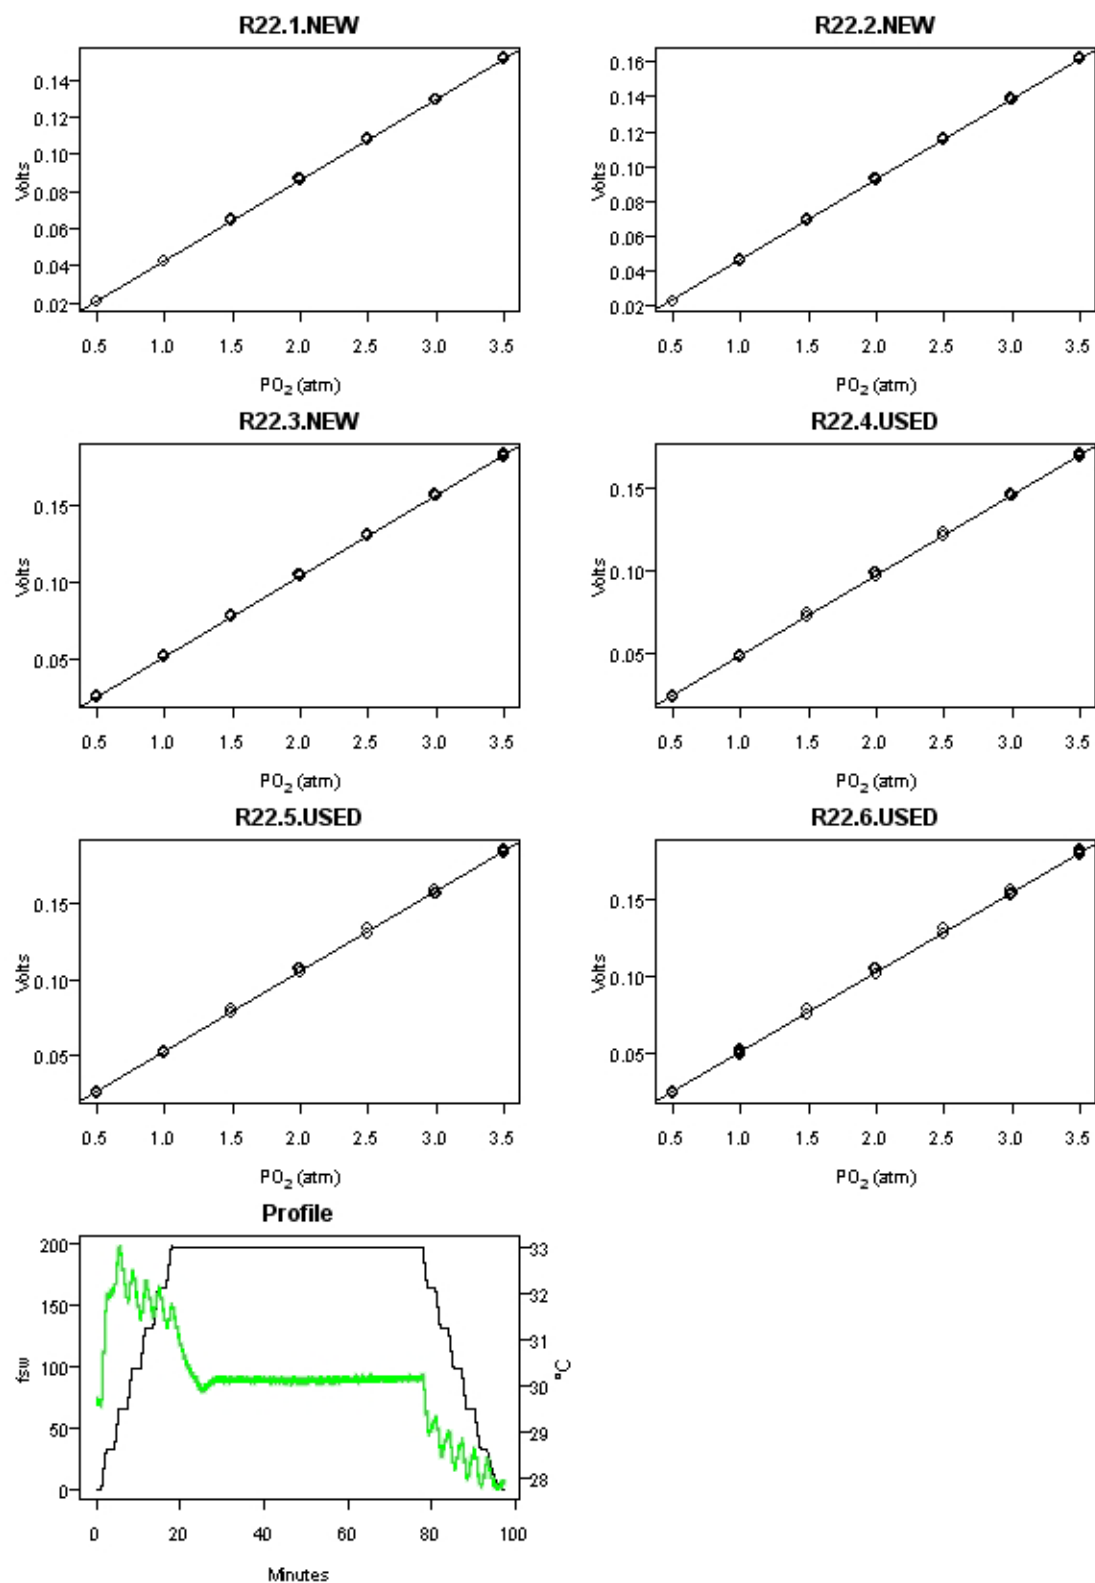 R22.1.NEW
0.14
0.12
0.10
0.08
0.06
0.04
0.02
Volts
0.5 1.0 1.5 2.0 2.5 3.0 3.5
PO₂ (atm)
R22.2.NEW
0.16
0.14
0.12
0.10
0.08
0.06
0.04
0.02
Volts
0.5 1.0 1.5 2.0 2.5 3.0 3.5
PO₂ (atm)
R22.3.NEW
0.15
0.10
0.05
Volts
0.5 1.0 1.5 2.0 2.5 3.0 3.5
PO₂ (atm)
R22.4.USED
0.15
0.10
0.05
Volts
0.5 1.0 1.5 2.0 2.5 3.0 3.5
PO₂ (atm)
R22.5.USED
0.15
0.10
0.05
Volts
0.5 1.0 1.5 2.0 2.5 3.0 3.5
PO₂ (atm)
R22.6.USED
0.15
0.10
0.05
Volts
0.5 1.0 1.5 2.0 2.5 3.0 3.5
PO₂ (atm)
Profile
200
150
100
50
0
fsw
33
32
31
30
29
28
°C
0 20 40 60 80 100
Minutes